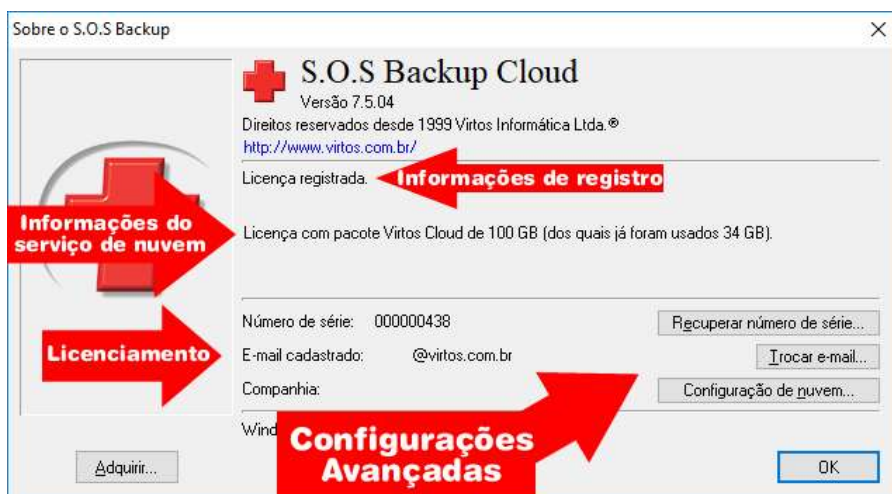 Sobre o S.O.S Backup
S.O.S Backup Cloud
Versão 7.5.04
Direitos reservados desde 1999 Virtos Informática Ltda.®
http://www.virtos.com.br/
Licença registrada.
Informações de registro
Informações do
serviço de nuvem
Licença com pacote Virtos Cloud de 100 GB (dos quais já foram usados 34 GB).
Número de série: 000000438
Recuperar número de série...
Licenciamento
E-mail cadastrado: @virtos.com.br
Trocar e-mail...
Companhia:
Configuração de nuvem...
Wind
Configurações
Avançadas
Adquirir...
OK